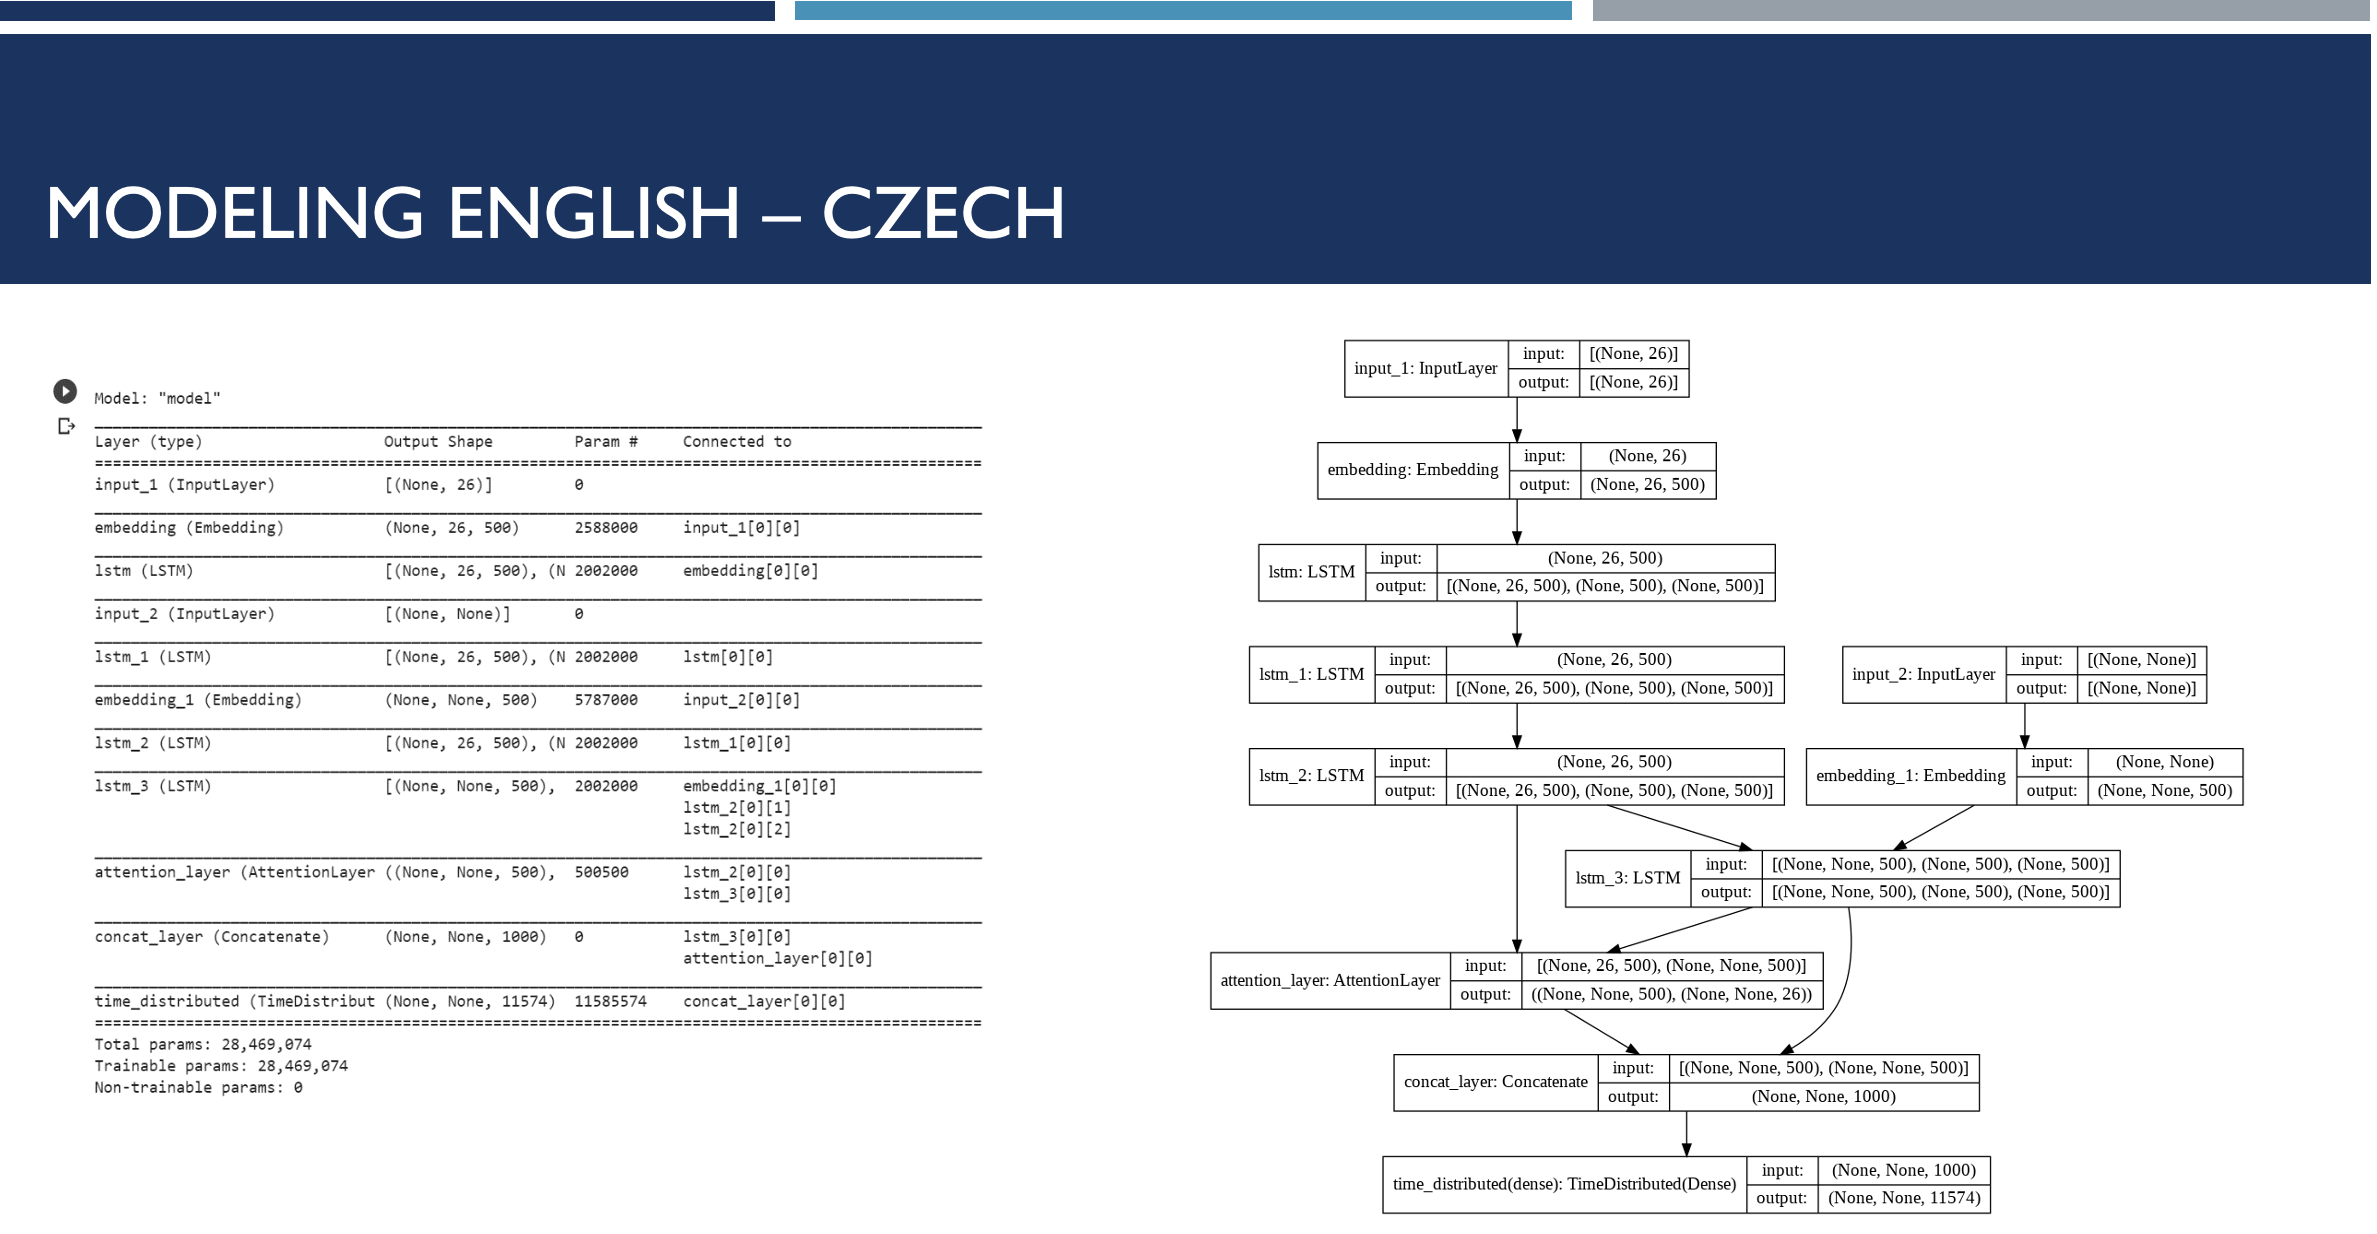 MODELING ENGLISH – CZECH
Model: "model"
Layer (type) Output Shape Param # Connected to
input_1 (InputLayer) [(None, 26)] 0
embedding (Embedding) (None, 26, 500) 2588000 input_1[0][0]
lstm (LSTM) [(None, 26, 500), (N 2002000 embedding[0][0]
input_2 (InputLayer) [(None, None)] 0
lstm_1 (LSTM) [(None, 26, 500), (N 2002000 lstm[0][0]
embedding_1 (Embedding) (None, None, 500) 5787000 input_2[0][0]
lstm_2 (LSTM) [(None, 26, 500), (N 2002000 lstm_1[0][0]
lstm_3 (LSTM) [(None, None, 500), 2002000 embedding_1[0][0]
lstm_2[0][1]
lstm_2[0][2]
attention_layer (AttentionLayer ((None, None, 500), 500500 lstm_2[0][0]
lstm_3[0][0]
concat_layer (Concatenate) (None, None, 1000) 0 lstm_3[0][0]
attention_layer[0][0]
time_distributed (TimeDistribut (None, None, 11574) 11585574 concat_layer[0][0]
Total params: 28,469,074
Trainable params: 28,469,074
Non-trainable params: 0
input_1: InputLayer
input: [(None, 26)]
output: [(None, 26)]
embedding: Embedding
input: (None, 26)
output: (None, 26, 500)
lstm: LSTM
input: (None, 26, 500)
output: [(None, 26, 500), (None, 500), (None, 500)]
lstm_1: LSTM
input: (None, 26, 500)
output: [(None, 26, 500), (None, 500), (None, 500)]
input_2: InputLayer
input: [(None, None)]
output: [(None, None)]
lstm_2: LSTM
input: (None, 26, 500)
output: [(None, 26, 500), (None, 500), (None, 500)]
embedding_1: Embedding
input: (None, None)
output: (None, None, 500)
lstm_3: LSTM
input: [(None, None, 500), (None, 500), (None, 500)]
output: [(None, None, 500), (None, 500), (None, 500)]
attention_layer: AttentionLayer
input: [(None, 26, 500), (None, None, 500)]
output: ((None, None, 500), (None, None, 26))
concat_layer: Concatenate
input: [(None, None, 500), (None, None, 500)]
output: (None, None, 1000)
time_distributed(dense): TimeDistributed(Dense)
input: (None, None, 1000)
output: (None, None, 11574)